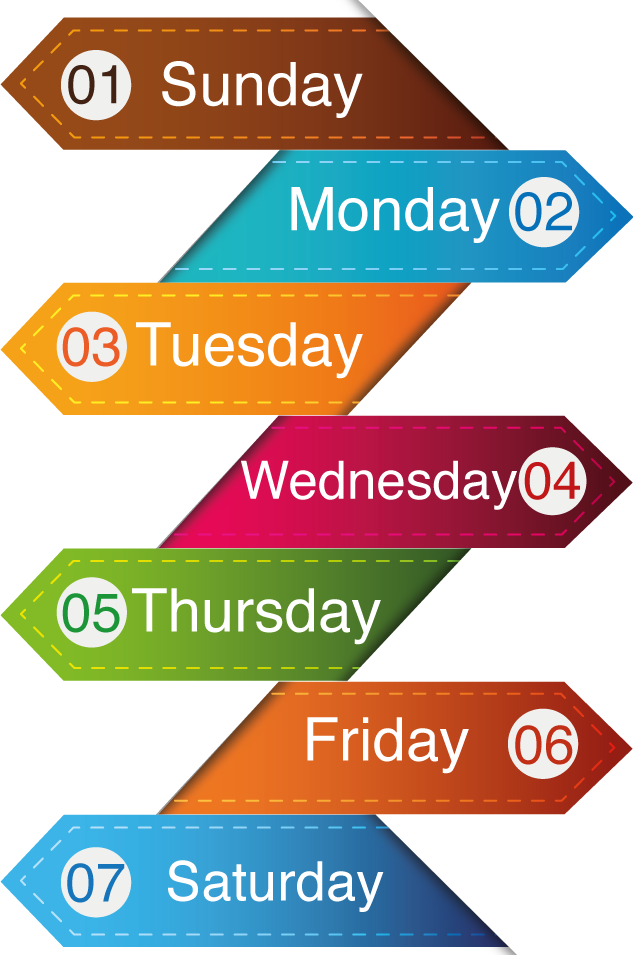 01 Sunday
Monday 02
03 Tuesday
Wednesday 04
05 Thursday
Friday 06
07 Saturday